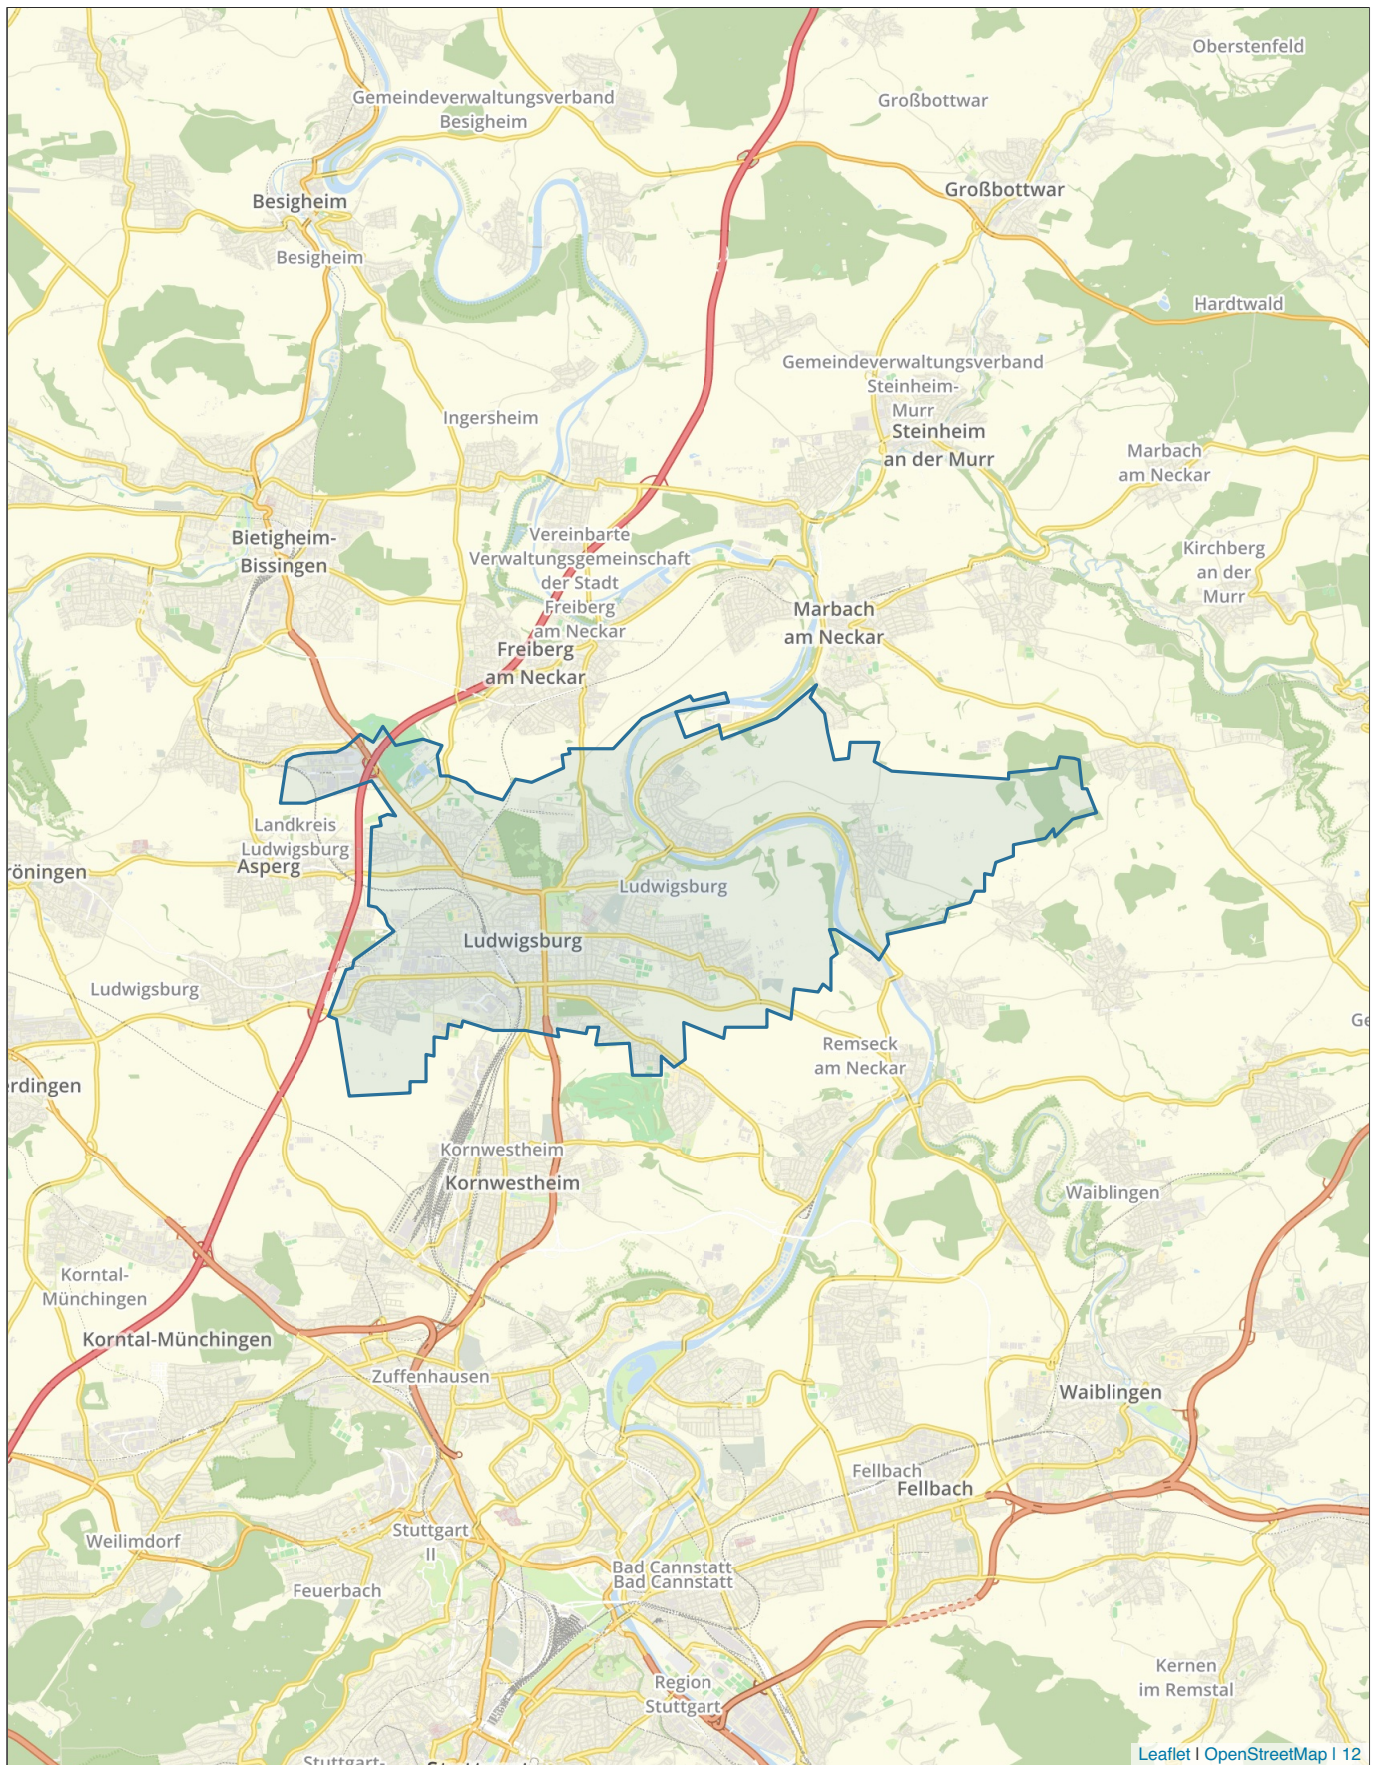 Oberstenfeld
Gemeindeverwaltungsverband
Besigheim
Großbottwar
Großbottwar
Besigheim
Besigheim
Hardtwald
Gemeindeverwaltungsverband
Steinheim-
Murr
Steinheim
an der Murr
Ingersheim
Marbach
am Neckar
Bietigheim-
Bissingen
Vereinbarte
Verwaltungsgemeinschaft
der Stadt
Freiberg
am Neckar
Freiberg
am Neckar
Kirchberg
an der
Murr
Marbach
am Neckar
Landkreis
Ludwigsburg
Asperg
röningen
Ludwigsburg
Ludwigsburg
Ludwigsburg
Ge
Remseck
am Neckar
erdingen
Kornwestheim
Kornwestheim
Waiblingen
Korntal-
Münchingen
Korntal-Münchingen
Zuffenhausen
Waiblingen
Fellbach
Fellbach
Weilimdorf
Stuttgart
II
Bad Cannstatt
Bad Cannstatt
Feuerbach
Region
Stuttgart
Kernen
im Remstal
Stuttgart-
Leaflet | OpenStreetMap | 12